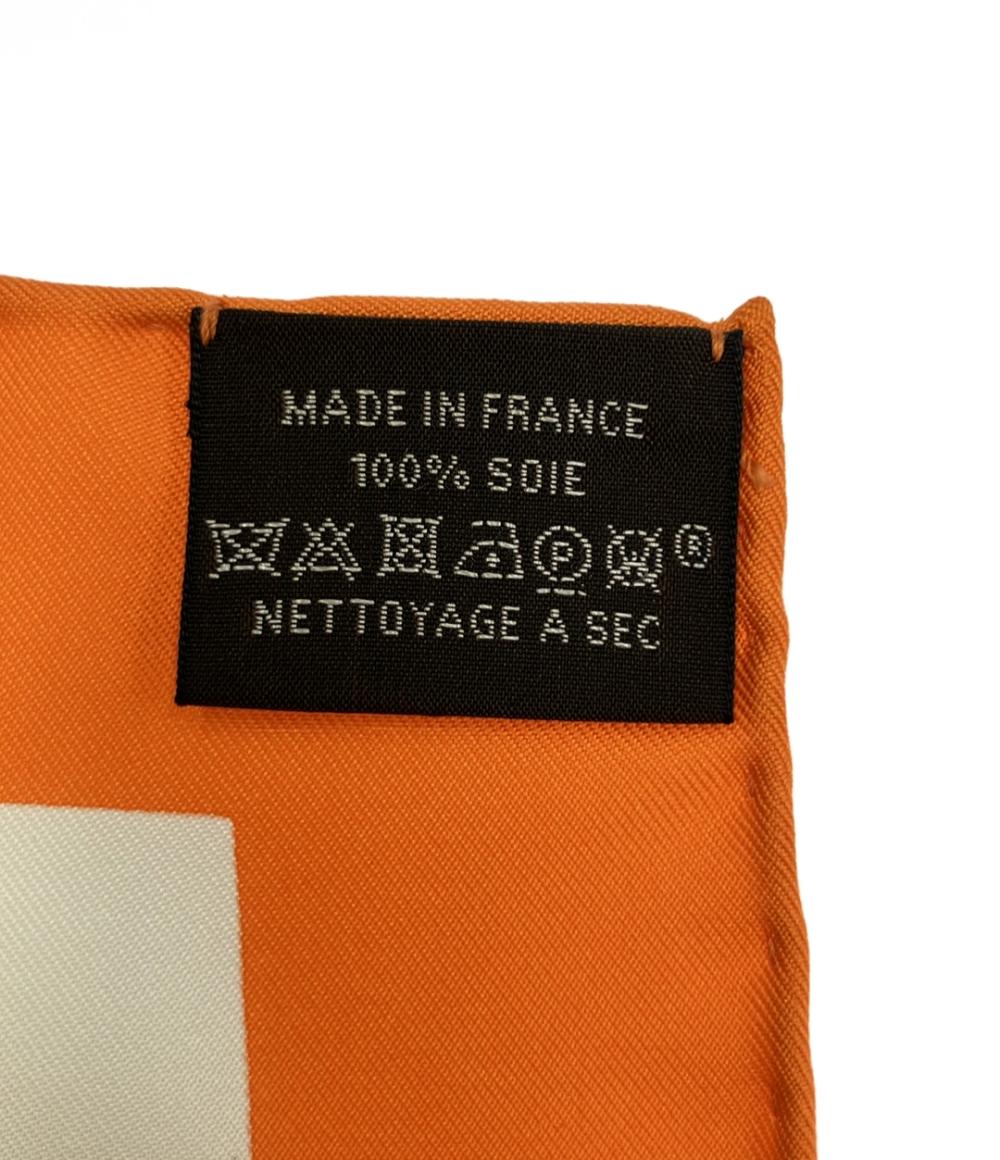 MADE IN FRANCE
100% SOIE
P W ®
NETTOYAGE A SEC